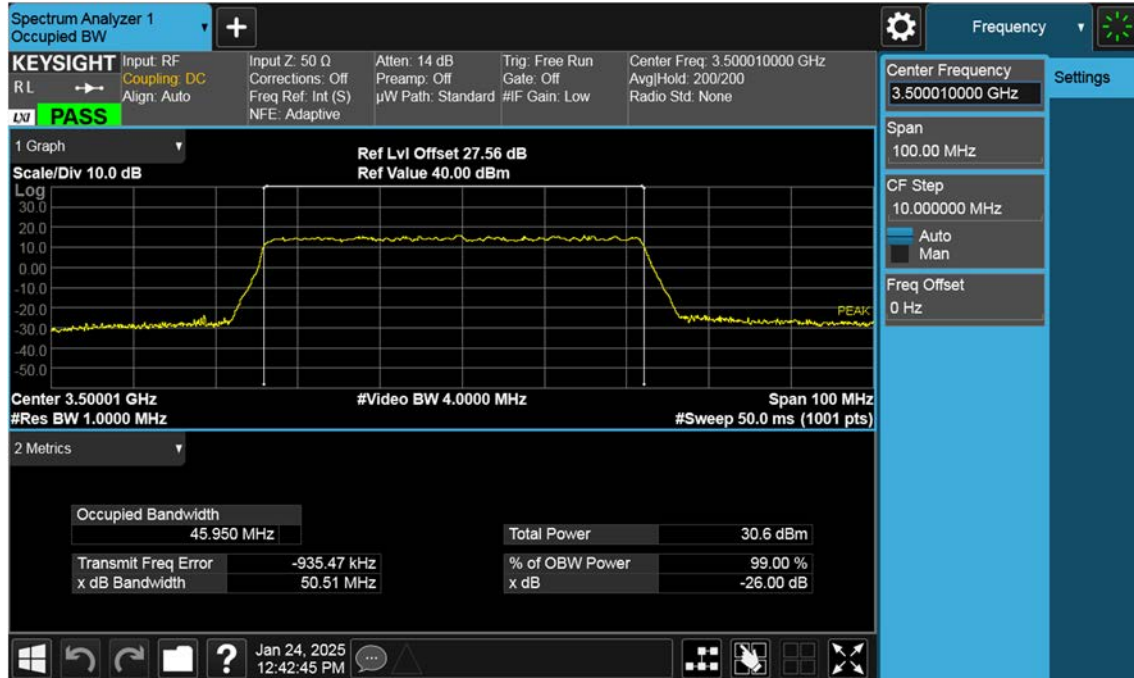 Spectrum Analyzer 1
Occupied BW
+
Frequency
KEYSIGHT
R L
LXI PASS
Input: RF
Coupling: DC
Align: Auto
Input Z: 50 Ω
Corrections: Off
Freq Ref: Int (S)
NFE: Adaptive
Atten: 14 dB
Preamp: Off
µW Path: Standard
Trig: Free Run
Gate: Off
#IF Gain: Low
Center Freq: 3.500010000 GHz
Avg|Hold: 200/200
Radio Std: None
Center Frequency
3.500010000 GHz
Settings
Span
100.00 MHz
CF Step
10.000000 MHz
Auto
Man
Freq Offset
0 Hz
1 Graph
Scale/Div 10.0 dB
Ref Lvl Offset 27.56 dB
Ref Value 40.00 dBm
Log
30.0
20.0
10.0
0.00
-10.0
-20.0
-30.0
-40.0
-50.0
PEAK
Center 3.50001 GHz
#Video BW 4.0000 MHz
Span 100 MHz
#Res BW 1.0000 MHz
#Sweep 50.0 ms (1001 pts)
2 Metrics
Occupied Bandwidth
45.950 MHz
Total Power 30.6 dBm
Transmit Freq Error -935.47 kHz
% of OBW Power 99.00 %
x dB Bandwidth 50.51 MHz
x dB -26.00 dB
?
Jan 24, 2025
12:42:45 PM